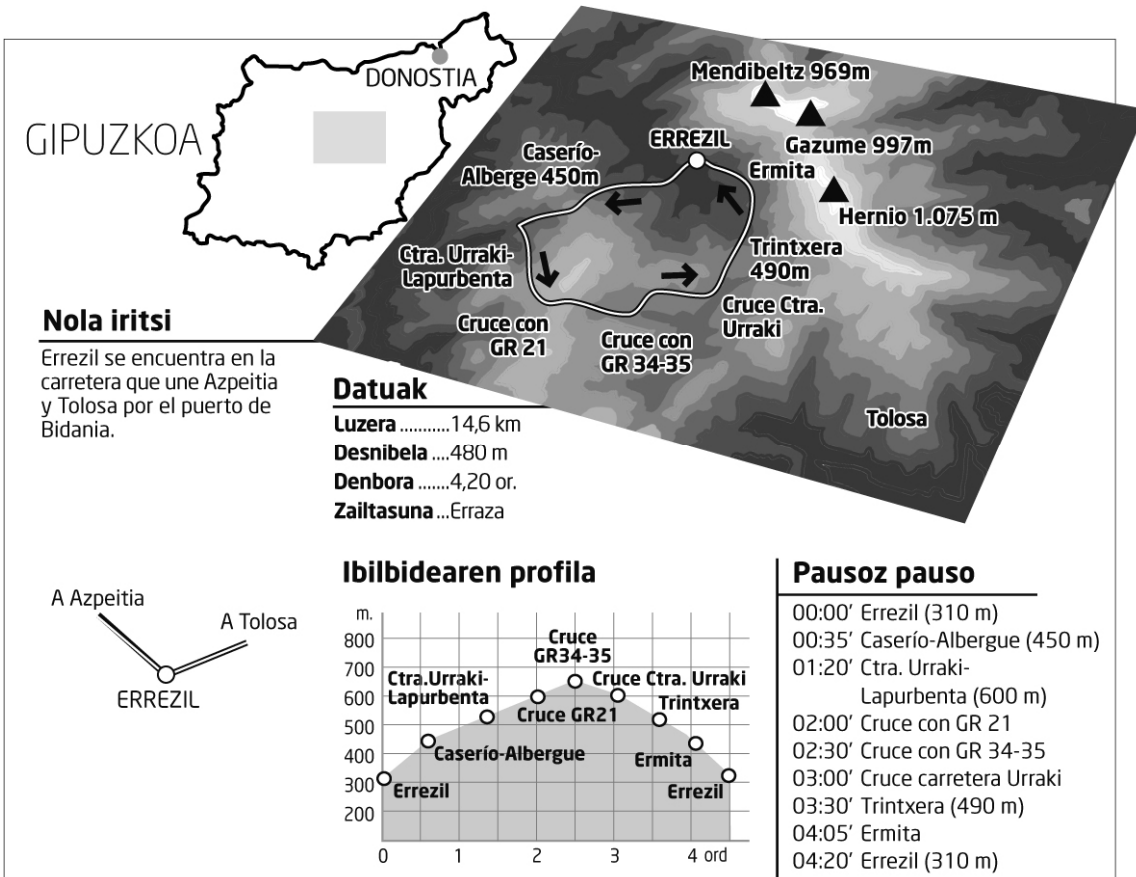 DONOSTIA
GIPUZKOA
Mendibeltz 969m
Gazume 997m
ERREZIL
Ermita
Hernio 1.075 m
Caserío-
Alberge 450m
Trintxera
490m
Ctra. Urraki-
Lapurbenta
Cruce Ctra.
Urraki
Cruce con
GR 21
Cruce con
GR 34-35
Tolosa
Nola iritsi
Errezil se encuentra en la
carretera que une Azpeitia
y Tolosa por el puerto de
Bidania.
Datuak
Luzera ...........14,6 km
Desnibela ....480 m
Denbora .......4,20 or.
Zailtasuna ...Erraza
A Azpeitia
A Tolosa
ERREZIL
Ibilbidearen profila
m.
800
700
600
500
400
300
200
0 1 2 3 4 ord
Errezil
Caserío-Albergue
Ctra.Urraki-
Lapurbenta
Cruce GR21
Cruce
GR34-35
Cruce Ctra. Urraki
Trintxera
Ermita
Errezil
Pausoz pauso
00:00' Errezil (310 m)
00:35' Caserío-Albergue (450 m)
01:20' Ctra. Urraki-
Lapurbenta (600 m)
02:00' Cruce con GR 21
02:30' Cruce con GR 34-35
03:00' Cruce carretera Urraki
03:30' Trintxera (490 m)
04:05' Ermita
04:20' Errezil (310 m)